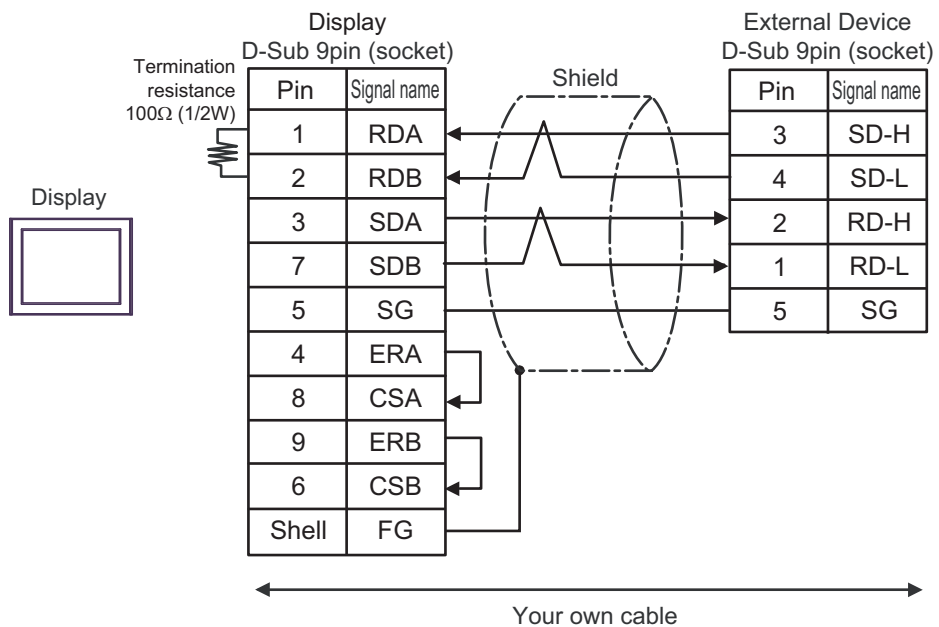 Display
D-Sub 9pin (socket)
External Device
D-Sub 9pin (socket)
Termination
resistance
100Ω (1/2W)
Shield
Display
Pin Signal name
1 RDA
2 RDB
3 SDA
7 SDB
5 SG
4 ERA
8 CSA
9 ERB
6 CSB
Shell FG
Pin Signal name
3 SD-H
4 SD-L
2 RD-H
1 RD-L
5 SG
Your own cable